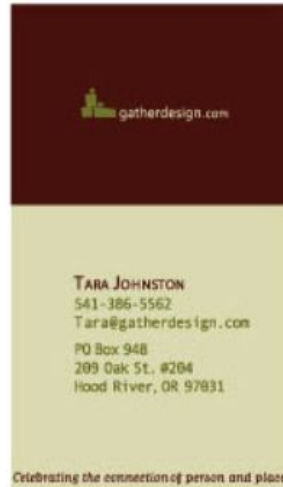 gatherdesign.com
TARA JOHNSTON
541-386-5562
Tara@gatherdesign.com
PO Box 948
209 Oak St. #204
Hood River, OR 97031
Celebrating the connection of person and place